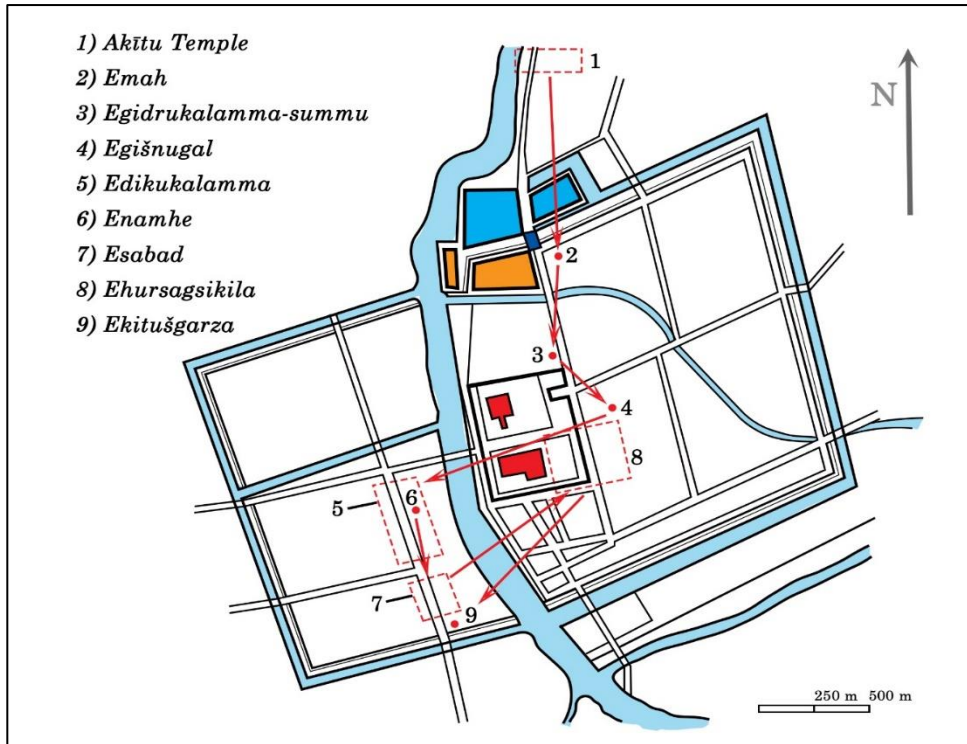 1) Akītu Temple
2) Emah
3) Egidrukalamma-summu
4) Egišnugal
5) Edikukalamma
6) Enamhe
7) Esabad
8) Ehursagsikila
9) Ekitušgarza
1
N
2
3
4
8
5
6
7
9
250 m 500 m